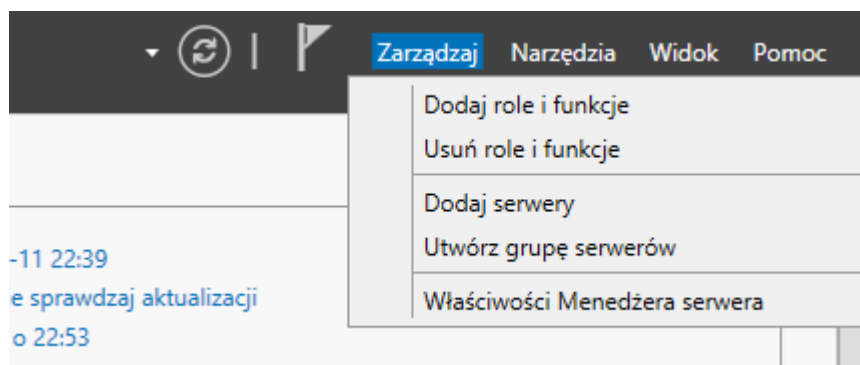 Zarządzaj Narzędzia Widok Pomoc
Dodaj role i funkcje
Usuń role i funkcje
Dodaj serwery
Utwórz grupę serwerów
Właściwości Menedżera serwera
-11 22:39
e sprawdzaj aktualizacji
o 22:53